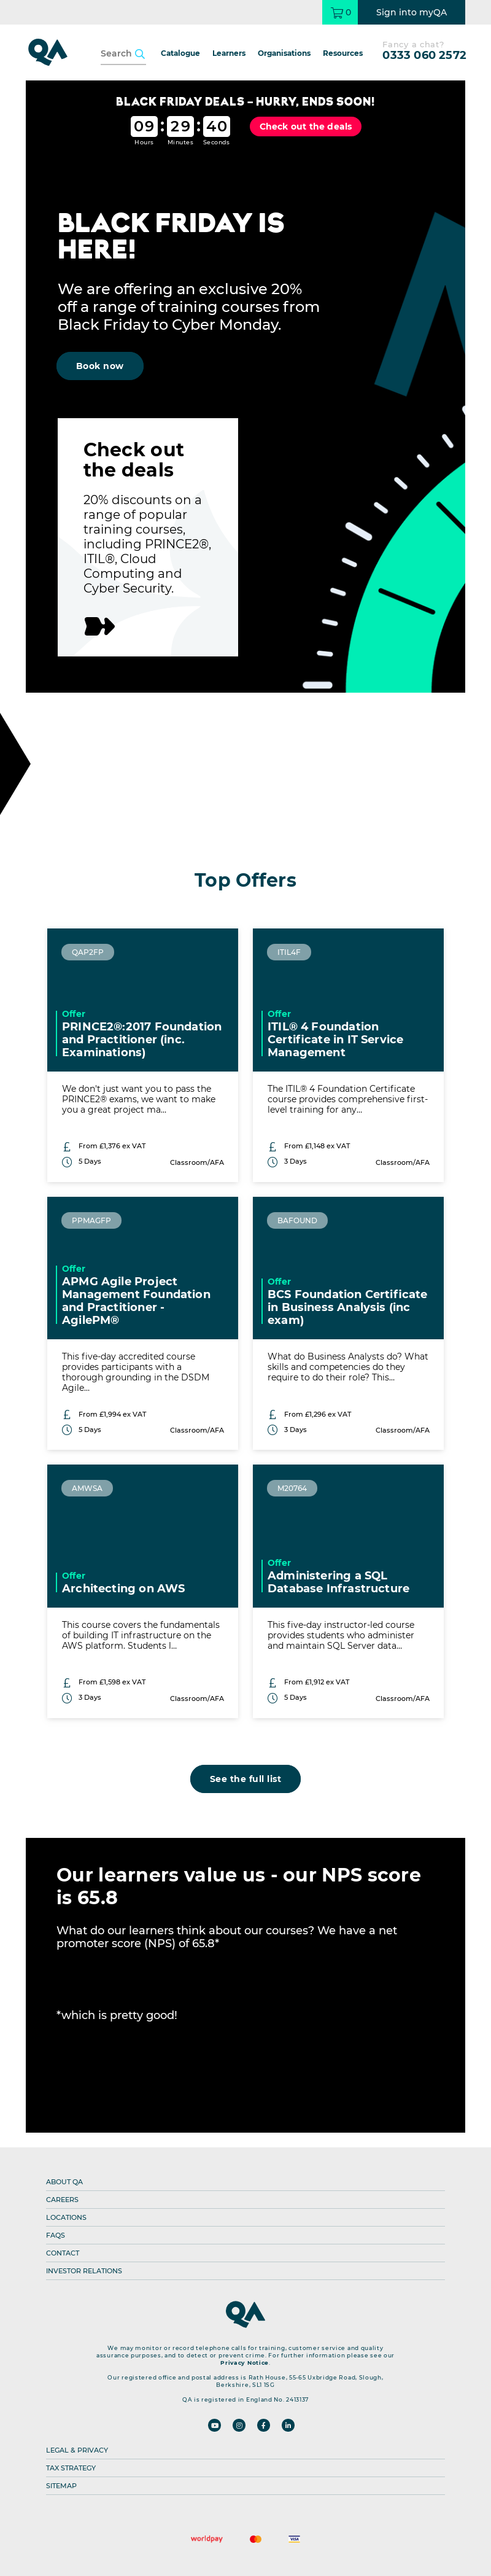 0
Sign into myQA
QA
Search
Catalogue
Learners
Organisations
Resources
Fancy a chat?
0333 060 2572
BLACK FRIDAY DEALS – HURRY, ENDS SOON!
09 : 29 : 40
Hours
Minutes
Seconds
Check out the deals
BLACK FRIDAY IS
HERE!
We are offering an exclusive 20%
off a range of training courses from
Black Friday to Cyber Monday.
Book now
Check out
the deals
20% discounts on a
range of popular
training courses,
including PRINCE2®,
ITIL®, Cloud
Computing and
Cyber Security.
Top Offers
QAP2FP
Offer
PRINCE2®:2017 Foundation
and Practitioner (inc.
Examinations)
We don't just want you to pass the
PRINCE2® exams, we want to make
you a great project ma...
From £1,376 ex VAT
5 Days
Classroom/AFA
ITIL4F
Offer
ITIL® 4 Foundation
Certificate in IT Service
Management
The ITIL® 4 Foundation Certificate
course provides comprehensive first-
level training for any...
From £1,148 ex VAT
3 Days
Classroom/AFA
PPMAGFP
Offer
APMG Agile Project
Management Foundation
and Practitioner -
AgilePM®
This five-day accredited course
provides participants with a
thorough grounding in the DSDM
Agile...
From £1,994 ex VAT
5 Days
Classroom/AFA
BAFOUND
Offer
BCS Foundation Certificate
in Business Analysis (inc
exam)
What do Business Analysts do? What
skills and competencies do they
require to do their role? This...
From £1,296 ex VAT
3 Days
Classroom/AFA
AMWSA
Offer
Architecting on AWS
This course covers the fundamentals
of building IT infrastructure on the
AWS platform. Students l...
From £1,598 ex VAT
3 Days
Classroom/AFA
M20764
Offer
Administering a SQL
Database Infrastructure
This five-day instructor-led course
provides students who administer
and maintain SQL Server data...
From £1,912 ex VAT
5 Days
Classroom/AFA
See the full list
Our learners value us - our NPS score
is 65.8
What do our learners think about our courses? We have a net
promoter score (NPS) of 65.8*
*which is pretty good!
ABOUT QA
CAREERS
LOCATIONS
FAQS
CONTACT
INVESTOR RELATIONS
QA
We may monitor or record telephone calls for training, customer service and quality
assurance purposes, and to detect or prevent crime. For further information please see our
Privacy Notice.
Our registered office and postal address is Rath House, 55-65 Uxbridge Road, Slough,
Berkshire, SL1 1SG
QA is registered in England No. 2413137
LEGAL & PRIVACY
TAX STRATEGY
SITEMAP
worldpay
VISA